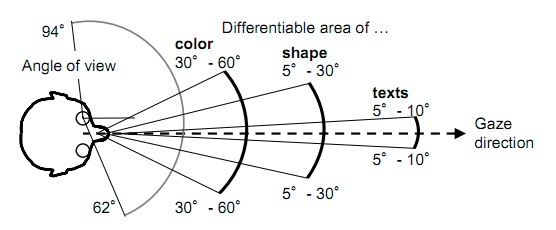 Differentiable area of ...
94°
color
30° - 60°
shape
5° - 30°
Angle of view
texts
5° - 10°
Gaze
direction
5° - 10°
5° - 30°
62°
30° - 60°